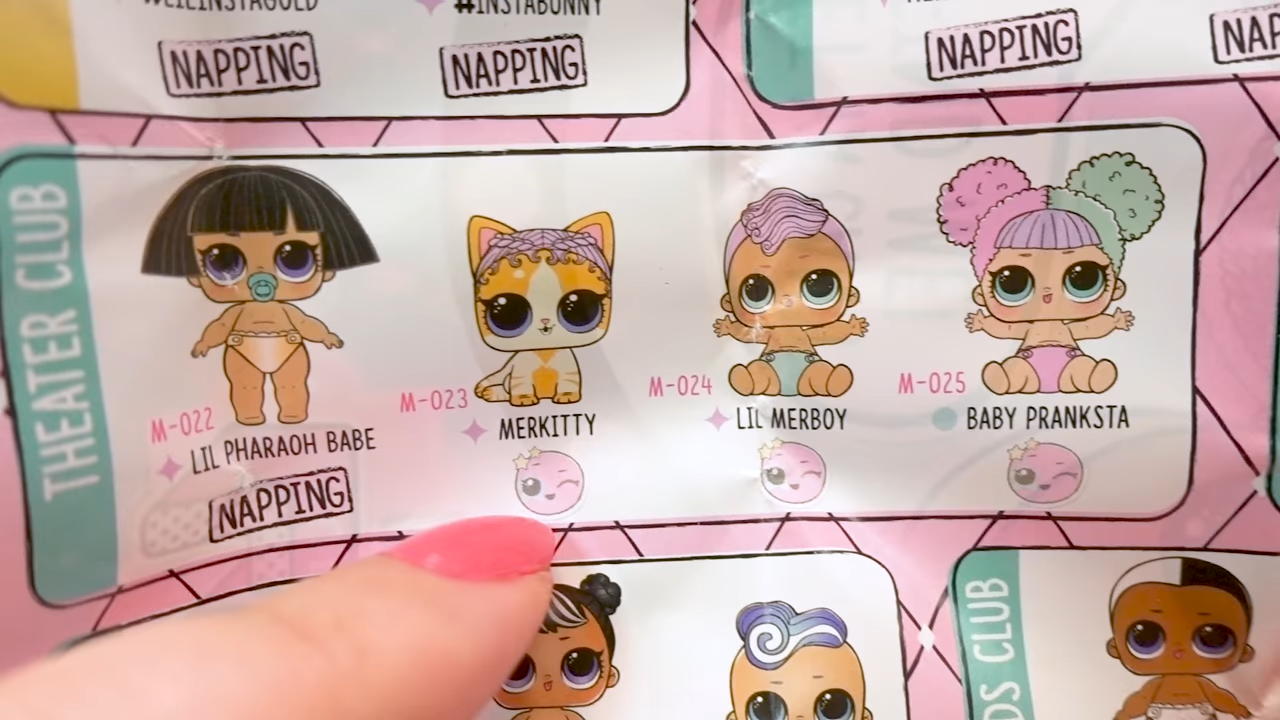 #INSTABUNNY
NAPPING
NAPPING
NAPPING
THEATER CLUB
M-022
LIL PHARAOH BABE
NAPPING
M-023
MERKITTY
M-024
LIL MERBOY
M-025
BABY PRANKSTA
CLUB